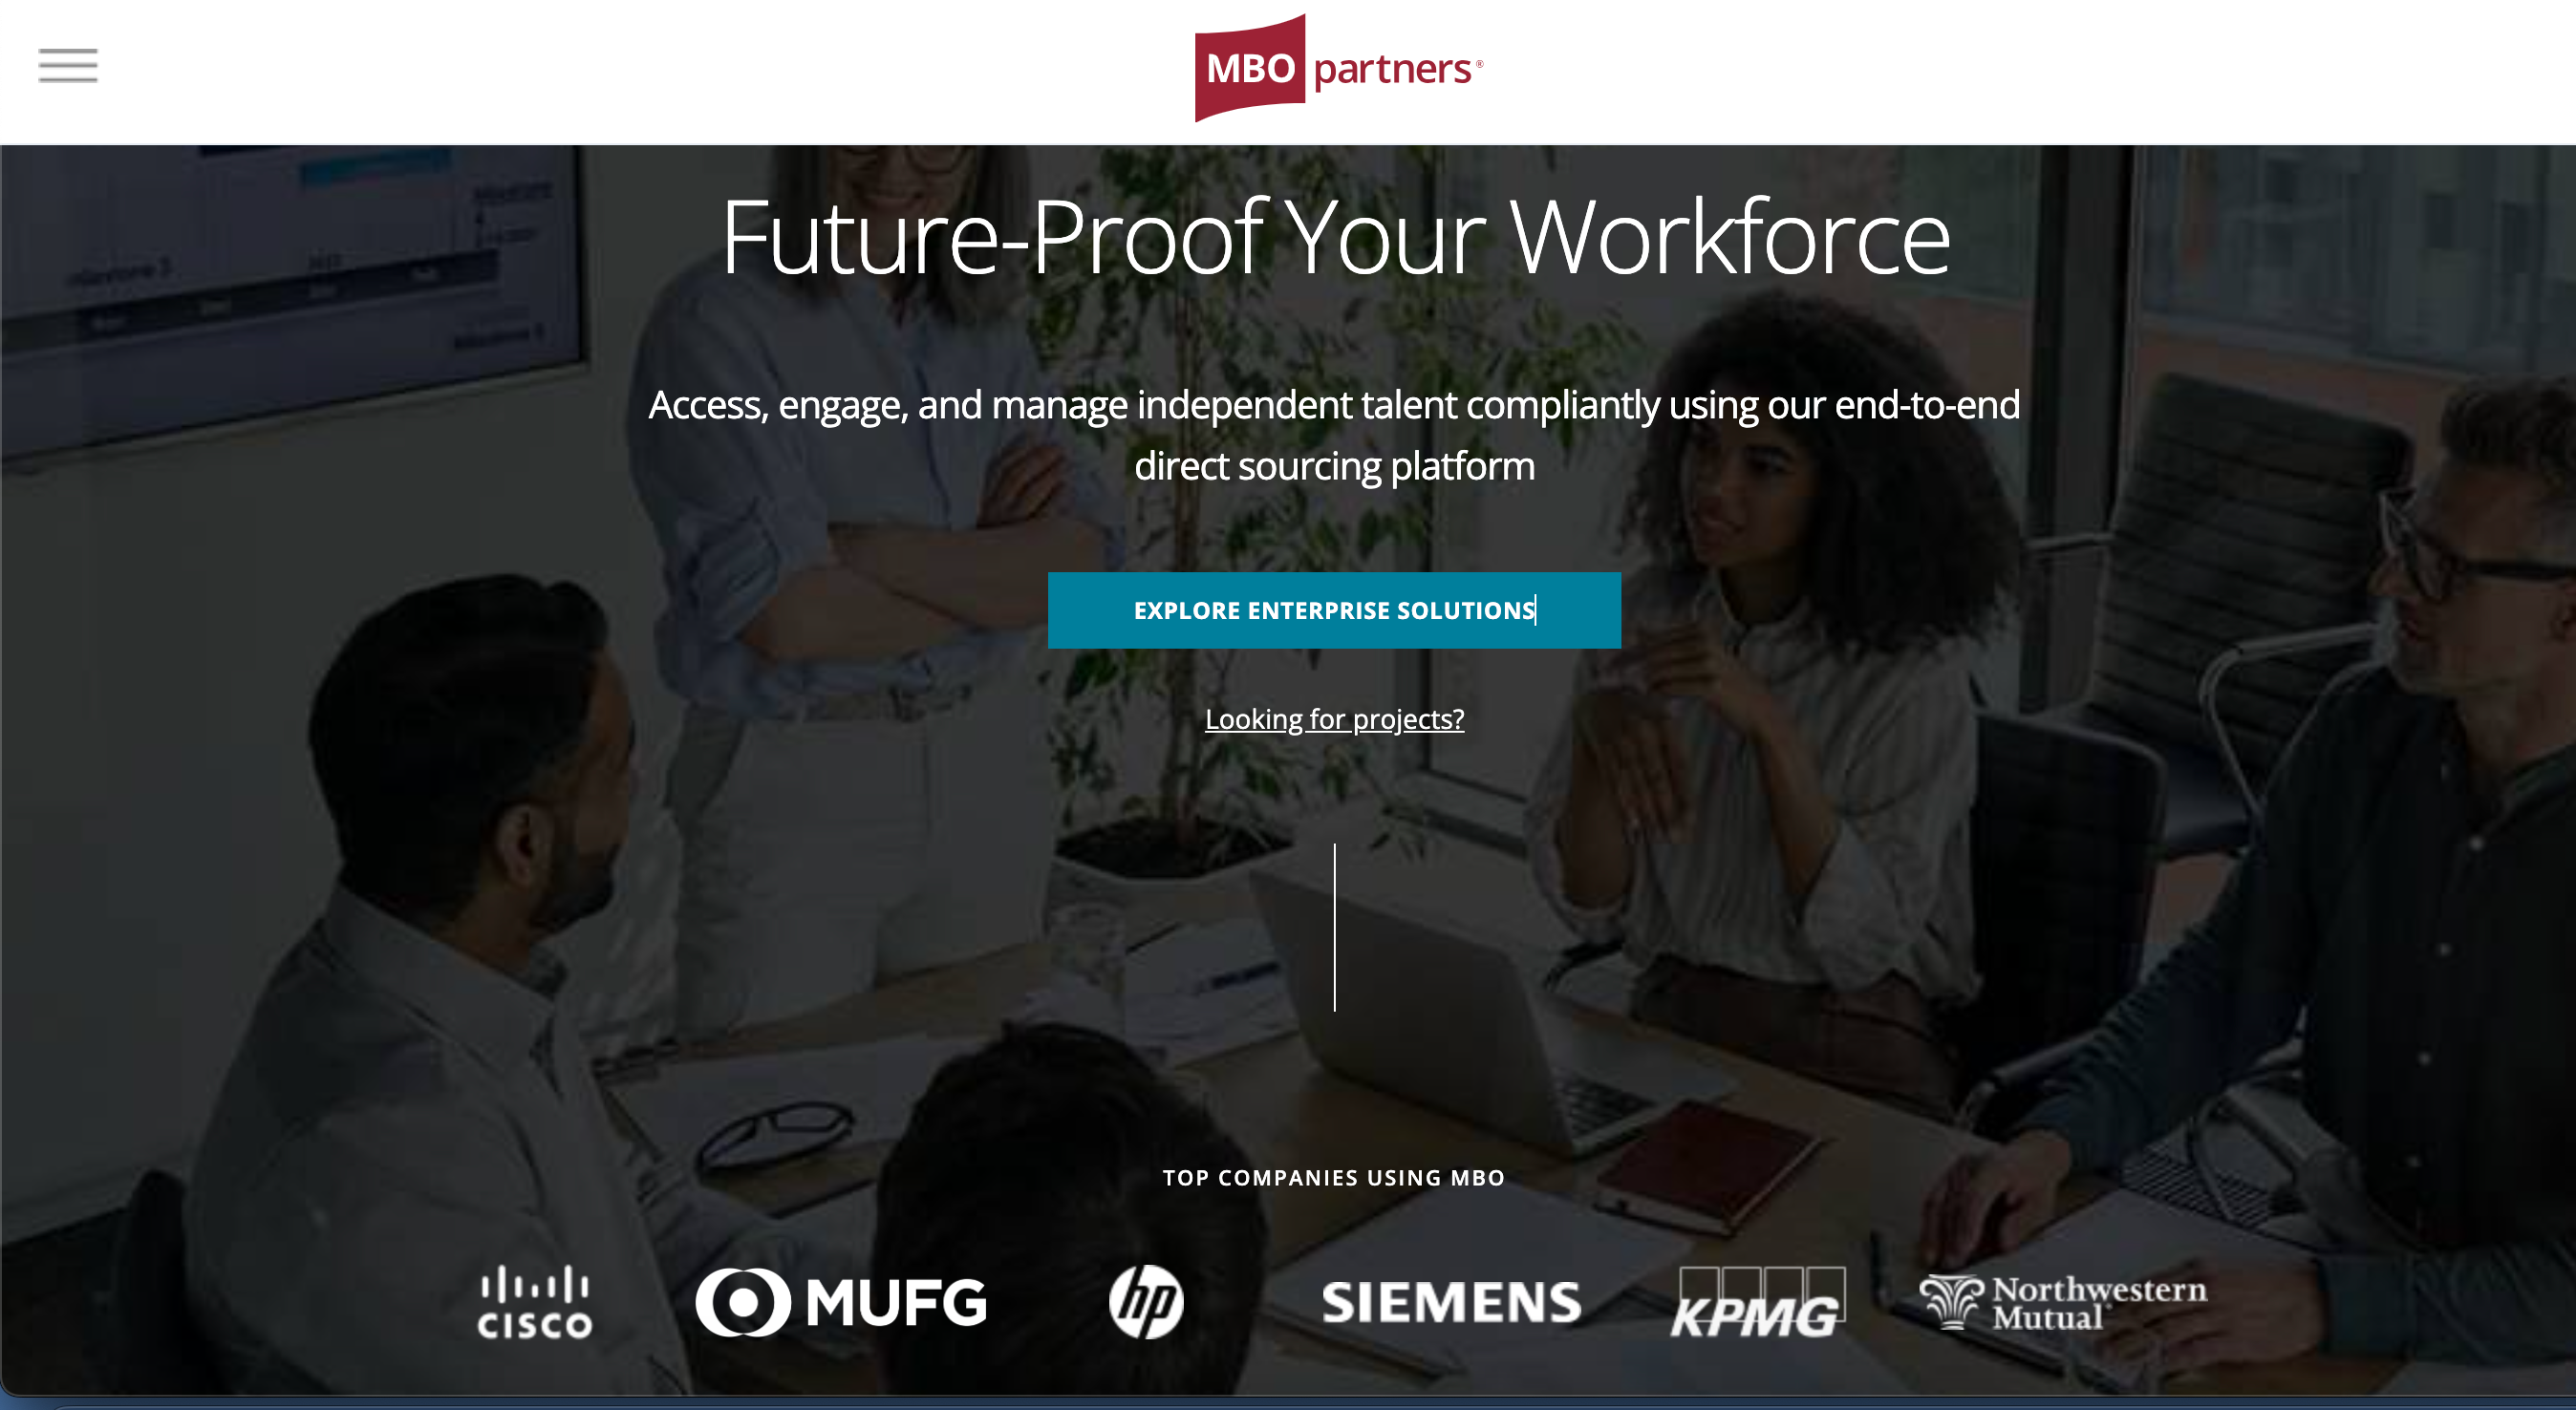 MBO partners®
Future-Proof Your Workforce
Access, engage, and manage independent talent compliantly using our end-to-end
direct sourcing platform
EXPLORE ENTERPRISE SOLUTIONS
Looking for projects?
TOP COMPANIES USING MBO
CISCO
MUFG
hp
SIEMENS
KPMG
Northwestern
Mutual®